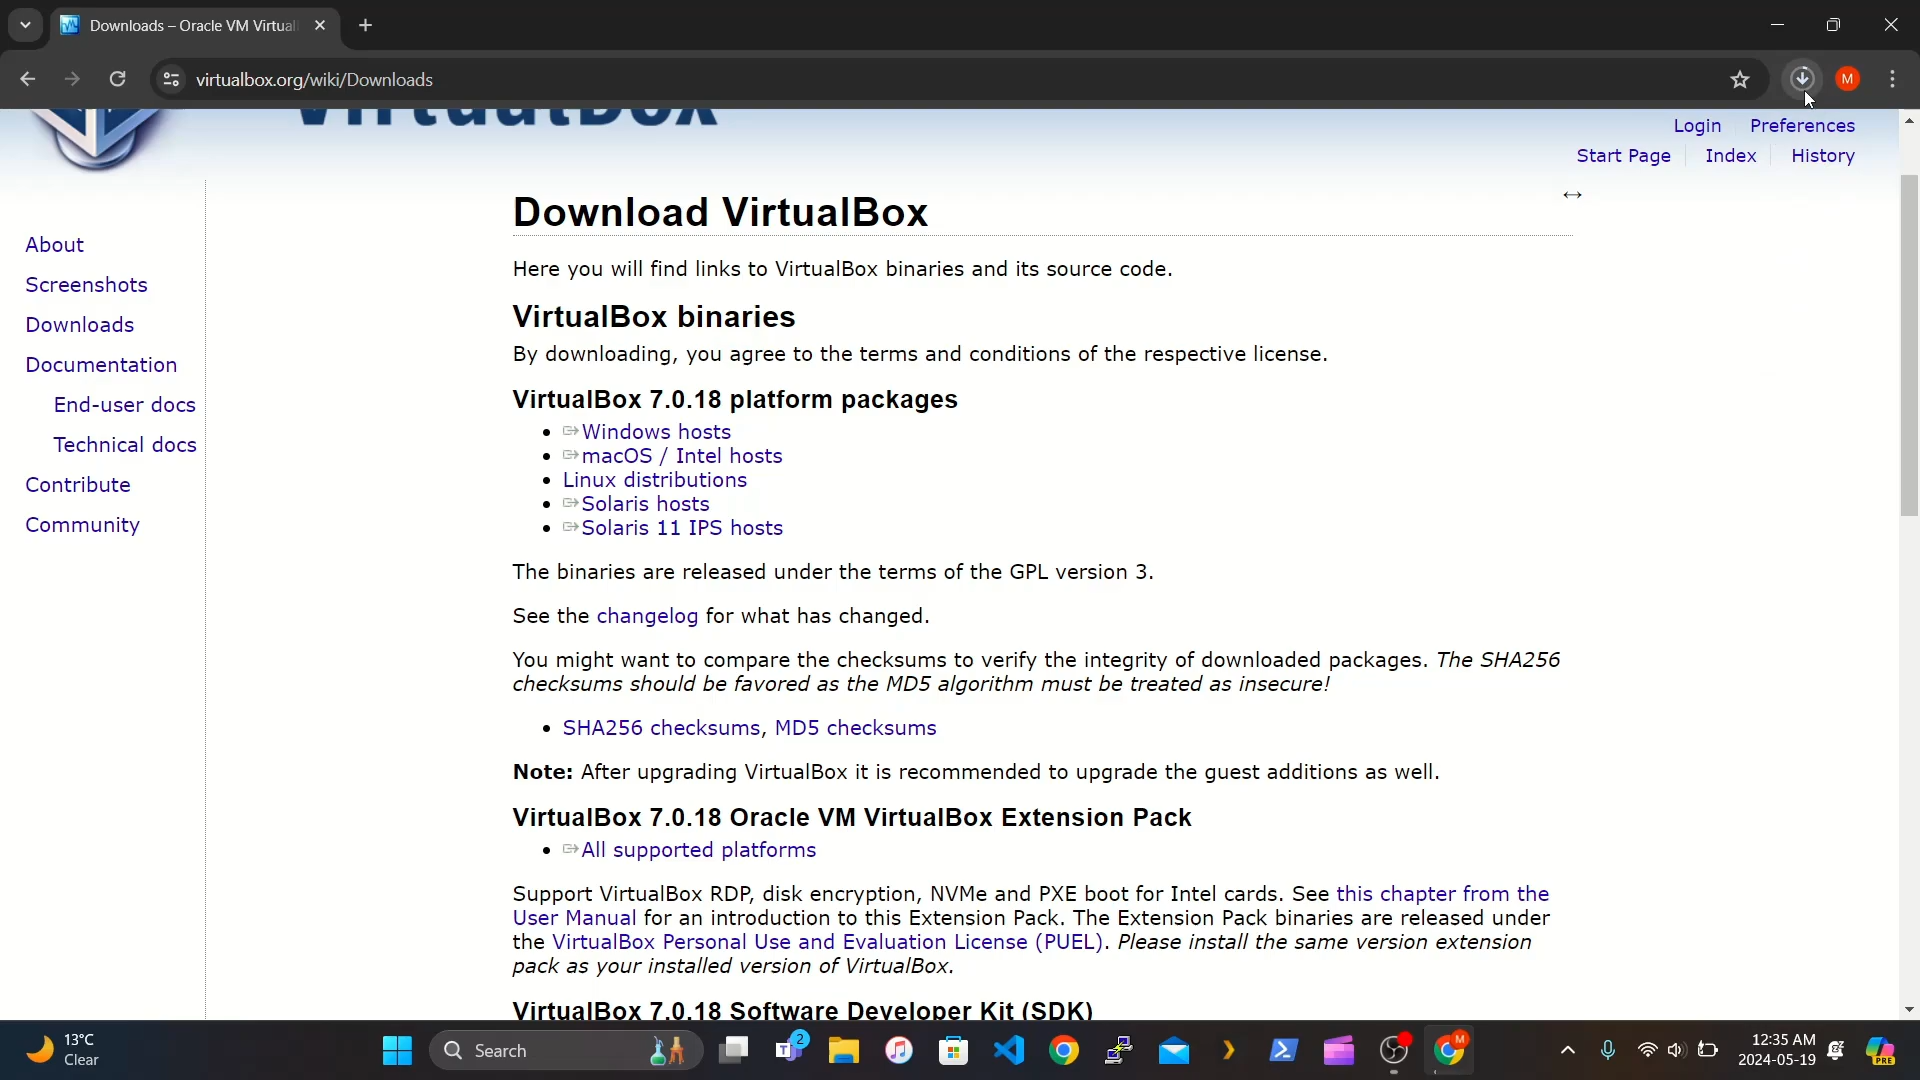 Downloads – Oracle VM Virtual
virtualbox.org/wiki/Downloads
M
VirtualBox
Login Preferences
Start Page Index History
About
Screenshots
Downloads
Documentation
End-user docs
Technical docs
Contribute
Community
Download VirtualBox
Here you will find links to VirtualBox binaries and its source code.
VirtualBox binaries
By downloading, you agree to the terms and conditions of the respective license.
VirtualBox 7.0.18 platform packages
Windows hosts
macOS / Intel hosts
Linux distributions
Solaris hosts
Solaris 11 IPS hosts
The binaries are released under the terms of the GPL version 3.
See the changelog for what has changed.
You might want to compare the checksums to verify the integrity of downloaded packages. The SHA256
checksums should be favored as the MD5 algorithm must be treated as insecure!
SHA256 checksums, MD5 checksums
Note: After upgrading VirtualBox it is recommended to upgrade the guest additions as well.
VirtualBox 7.0.18 Oracle VM VirtualBox Extension Pack
All supported platforms
Support VirtualBox RDP, disk encryption, NVMe and PXE boot for Intel cards. See this chapter from the
User Manual for an introduction to this Extension Pack. The Extension Pack binaries are released under
the VirtualBox Personal Use and Evaluation License (PUEL). Please install the same version extension
pack as your installed version of VirtualBox.
VirtualBox 7.0.18 Software Developer Kit (SDK)
13°C
Clear
Search
2
M
12:35 AM
2024-05-19
PRE